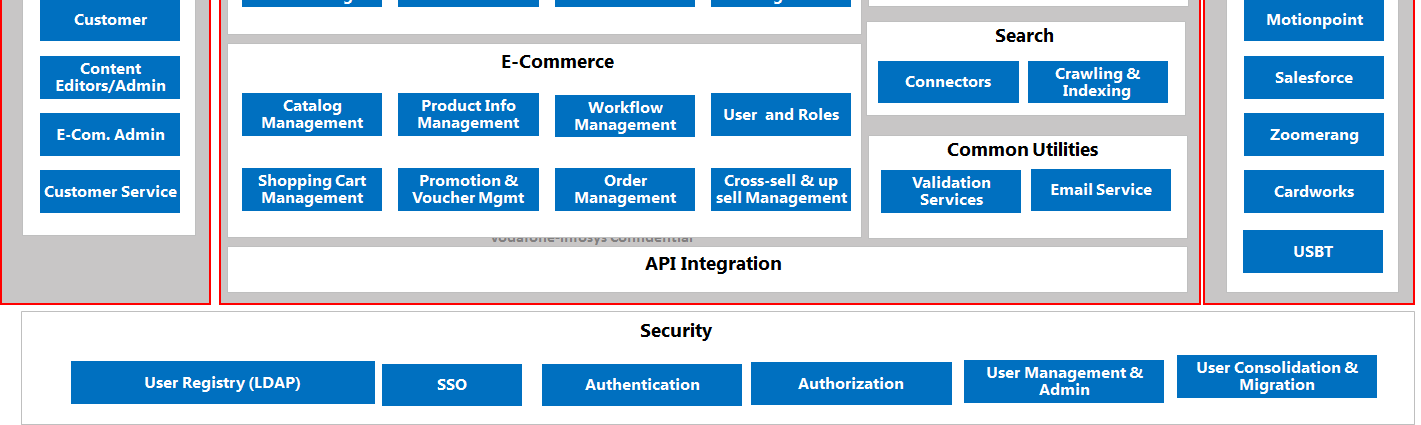 Customer
Content
Editors/Admin
E-Com. Admin
Customer Service
E-Commerce
Catalog
Management
Product Info
Management
Workflow
Management
User and Roles
Shopping Cart
Management
Promotion &
Voucher Mgmt
Order
Management
Cross-sell & up
sell Management
Search
Connectors
Crawling &
Indexing
Common Utilities
Validation
Services
Email Service
Vodafone-Infosys Confidential
API Integration
Motionpoint
Salesforce
Zoomerang
Cardworks
USBT
Security
User Registry (LDAP)
SSO
Authentication
Authorization
User Management &
Admin
User Consolidation &
Migration